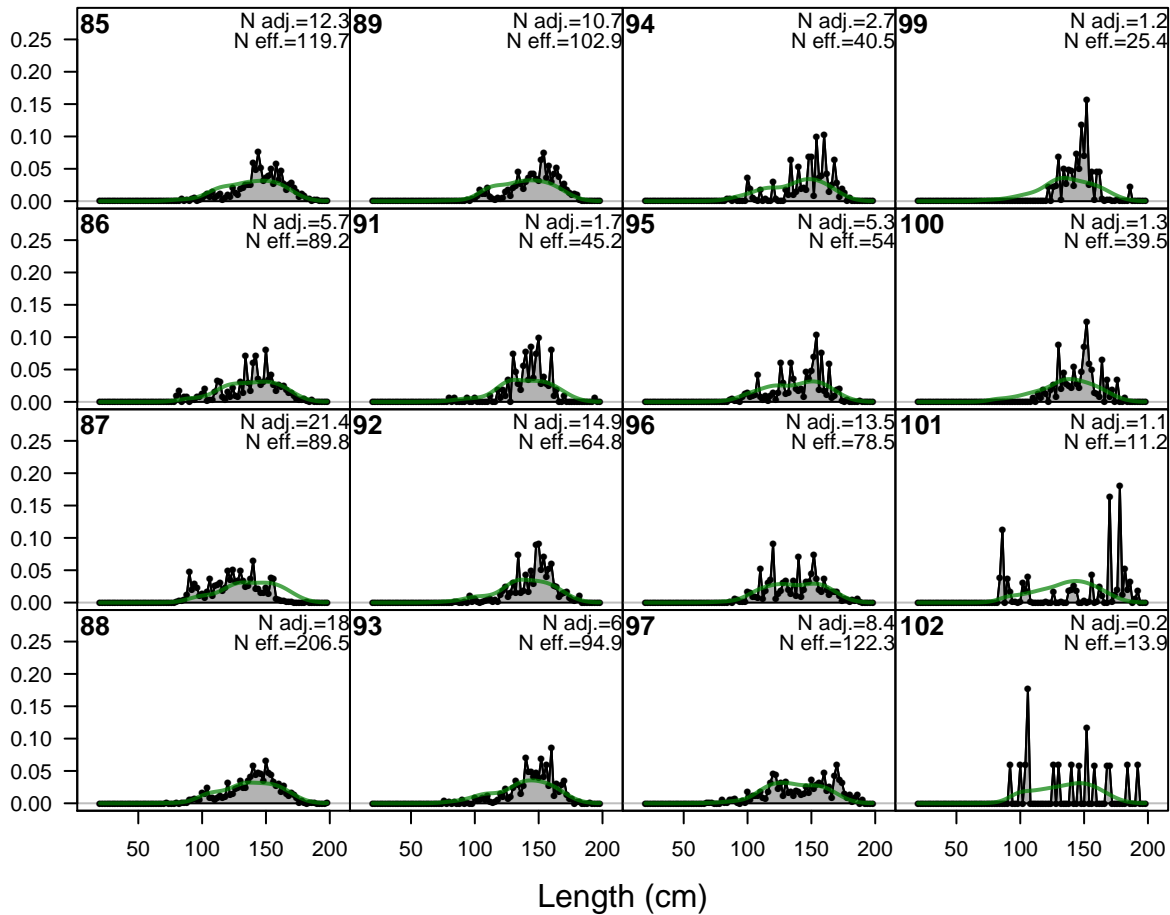 85 N adj.=12.3
N eff.=119.7
89 N adj.=10.7
N eff.=102.9
94 N adj.=2.7
N eff.=40.5
99 N adj.=1.2
N eff.=25.4
0.25
0.20
0.15
0.10
0.05
0.00
86 N adj.=5.7
N eff.=89.2
91 N adj.=1.7
N eff.=45.2
95 N adj.=5.3
N eff.=54
100 N adj.=1.3
N eff.=39.5
0.25
0.20
0.15
0.10
0.05
0.00
87 N adj.=21.4
N eff.=89.8
92 N adj.=14.9
N eff.=64.8
96 N adj.=13.5
N eff.=78.5
101 N adj.=1.1
N eff.=11.2
0.25
0.20
0.15
0.10
0.05
0.00
88 N adj.=18
N eff.=206.5
93 N adj.=6
N eff.=94.9
97 N adj.=8.4
N eff.=122.3
102 N adj.=0.2
N eff.=13.9
0.25
0.20
0.15
0.10
0.05
0.00
50 100 150 200 50 100 150 200 50 100 150 200 50 100 150 200
Length (cm)